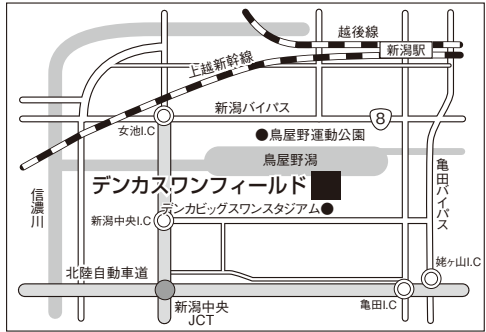 越後線
新潟駅
上越新幹線
新潟バイパス
8
女池I.C
鳥屋野運動公園
鳥屋野潟
デンカスワンフィールド
デンカビッグスワンスタジアム
信濃川
亀田バイパス
新潟中央I.C
姥ヶ山I.C
北陸自動車道
新潟中央
JCT
亀田I.C